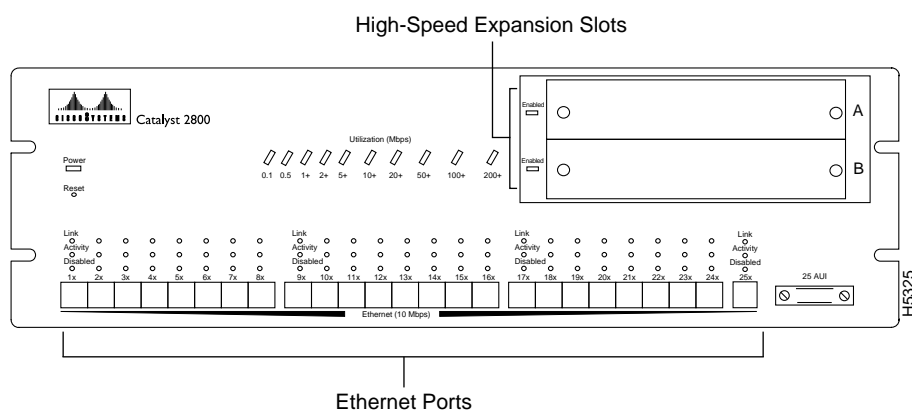 High-Speed Expansion Slots
Enabled
A
Catalyst 2800
Utilization (Mbps)
Power
Enabled
B
0.1 0.5 1+ 2+ 5+ 10+ 20+ 50+ 100+ 200+
Reset
Link Link Link Link
Activity Activity Activity Activity
Disabled Disabled Disabled Disabled
1x 2x 3x 4x 5x 6x 7x 8x 9x 10x 11x 12x 13x 14x 15x 16x 17x 18x 19x 20x 21x 22x 23x 24x 25x
25 AUI
Ethernet (10 Mbps)
H5325
Ethernet Ports